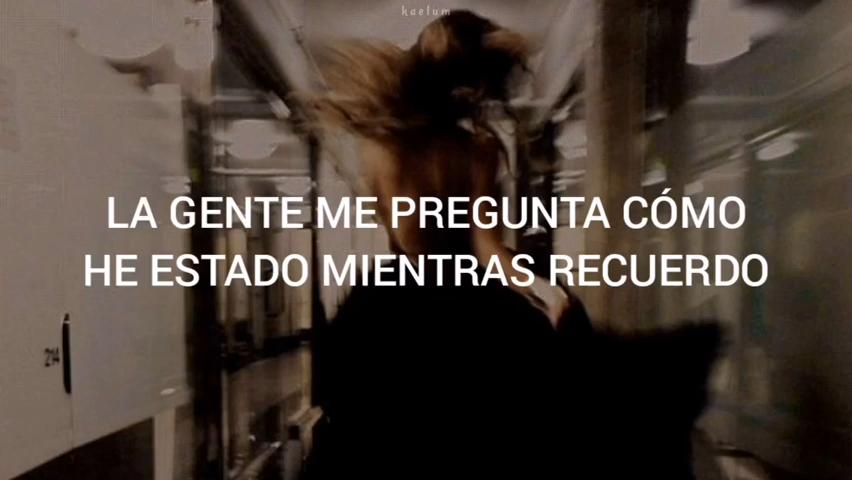 kaelum
LA GENTE ME PREGUNTA CÓMO
HE ESTADO MIENTRAS RECUERDO
214